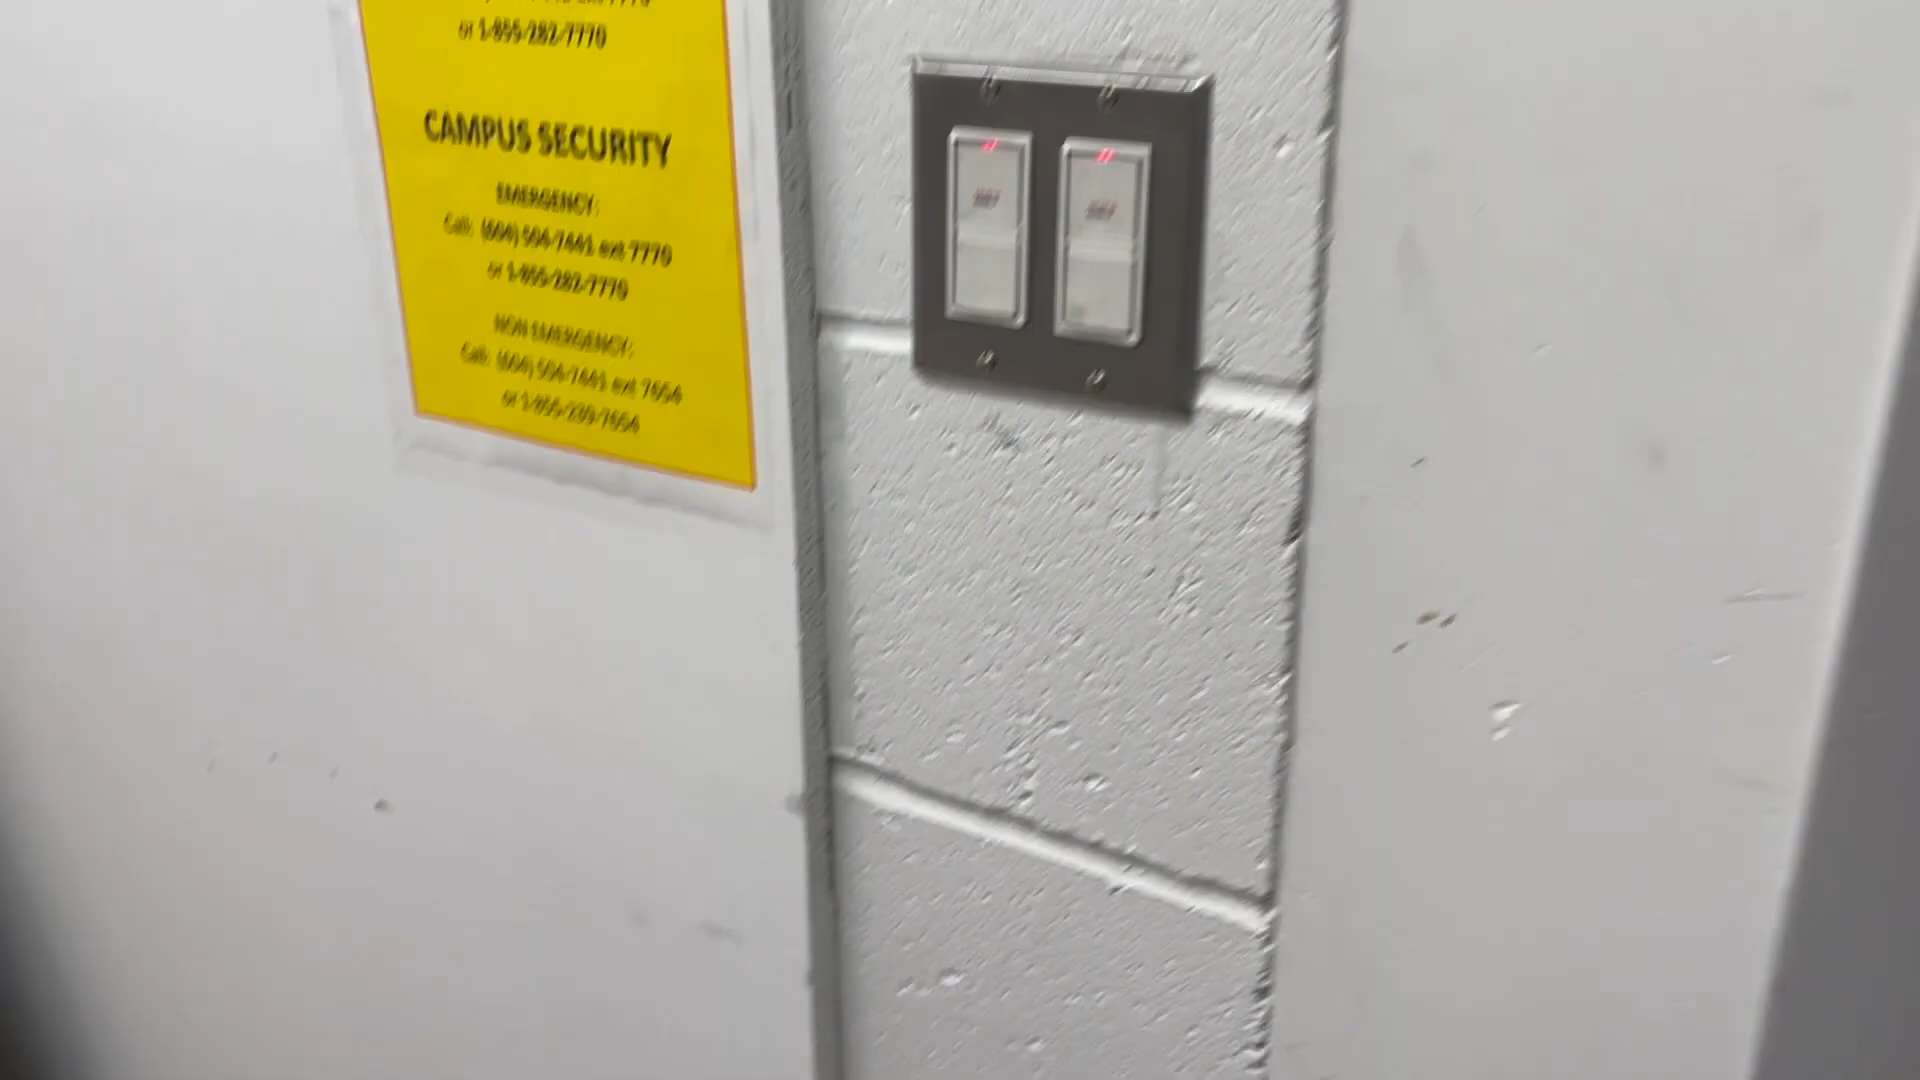 or 1-855-282-7770
CAMPUS SECURITY
EMERGENCY:
Call: (604) 504-7441 ext 7770
or 1-855-282-7770
NON EMERGENCY:
Call: (604) 504-7441 ext 7654
or 1-855-239-7654